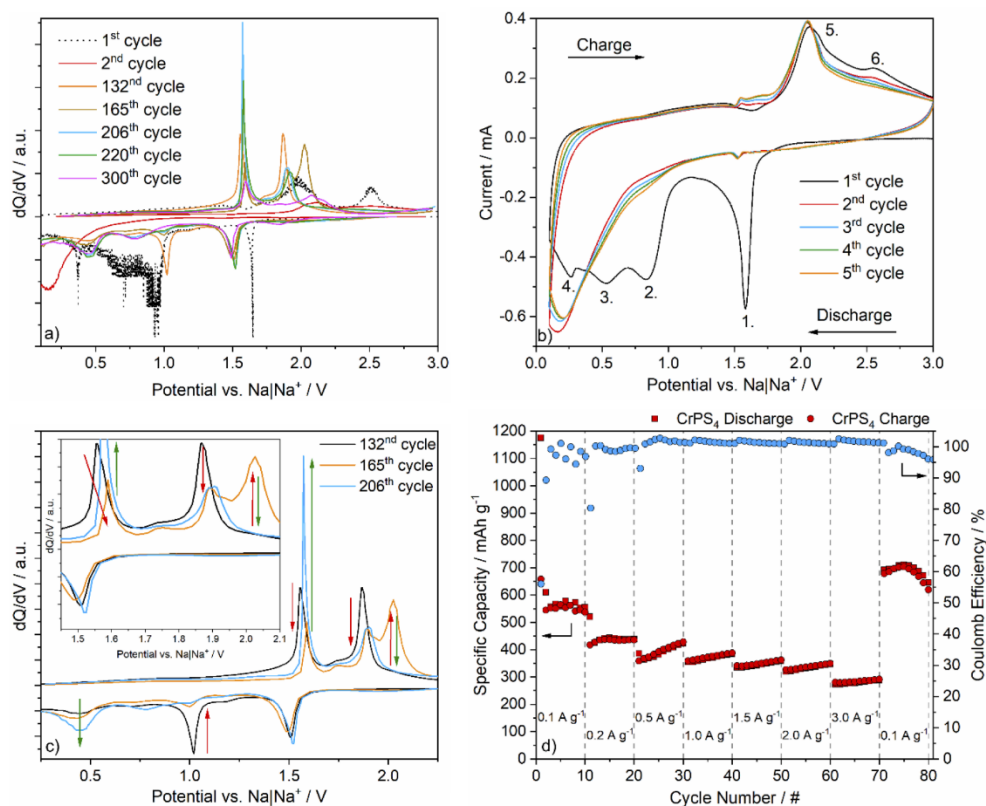 dQ/dV / a.u.
1st cycle
2nd cycle
132nd cycle
165th cycle
206th cycle
220th cycle
300th cycle
a)
0.5 1.0 1.5 2.0 2.5 3.0
Potential vs. Na|Na+ / V
Current / mA
0.4
0.2
0.0
-0.2
-0.4
-0.6
Charge
5.
6.
1st cycle
2nd cycle
3rd cycle
4th cycle
5th cycle
4.
3.
2.
1.
Discharge
b)
0.0 0.5 1.0 1.5 2.0 2.5 3.0
Potential vs. Na|Na+ / V
dQ/dV / a.u.
dQ/dV / a.u.
1.5 1.6 1.7 1.8 1.9 2.0 2.1
132nd cycle
165th cycle
206th cycle
c)
0.5 1.0 1.5 2.0
Potential vs. Na|Na+ / V
CrPS4 Discharge
CrPS4 Charge
Specific Capacity / mAh g-1
1200
1100
1000
900
800
700
600
500
400
300
200
100
0
Coulomb Efficiency / %
100
90
80
70
60
50
40
30
20
10
0
0.1 A g-1
0.2 A g-1
0.5 A g-1
1.0 A g-1
1.5 A g-1
2.0 A g-1
3.0 A g-1
0.1 A g-1
d)
0 10 20 30 40 50 60 70 80
Cycle Number / #